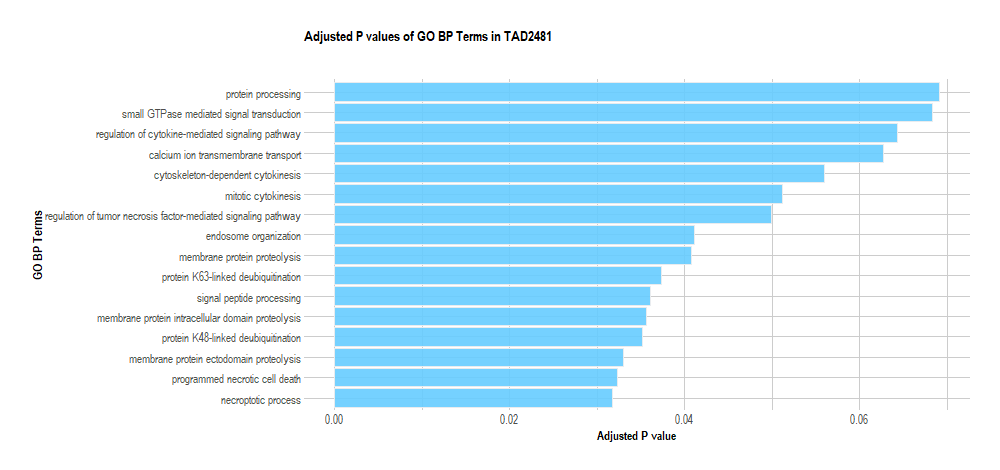 Adjusted P values of GO BP Terms in TAD2481
protein processing
small GTPase mediated signal transduction
regulation of cytokine-mediated signaling pathway
calcium ion transmembrane transport
cytoskeleton-dependent cytokinesis
mitotic cytokinesis
regulation of tumor necrosis factor-mediated signaling pathway
endosome organization
membrane protein proteolysis
protein K63-linked deubiquitination
signal peptide processing
membrane protein intracellular domain proteolysis
protein K48-linked deubiquitination
membrane protein ectodomain proteolysis
programmed necrotic cell death
necroptotic process
GO BP Terms
0.00 0.02 0.04 0.06
Adjusted P value